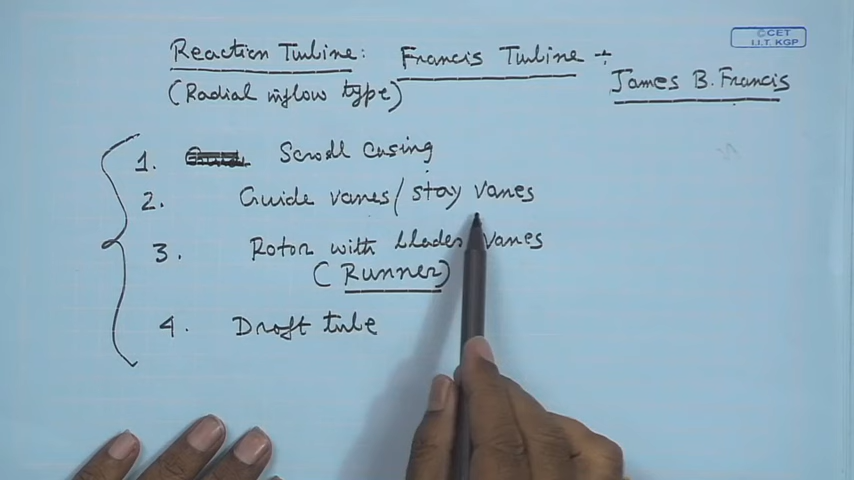 ©CET
I.I.T. KGP
Reaction Turbine: Francis Turbine ÷
(Radial inflow type) James B. Francis
1. Scroll casing
2. Guide vanes/stay vanes
3. Rotor with blades vanes
(Runner)
4. Draft tube